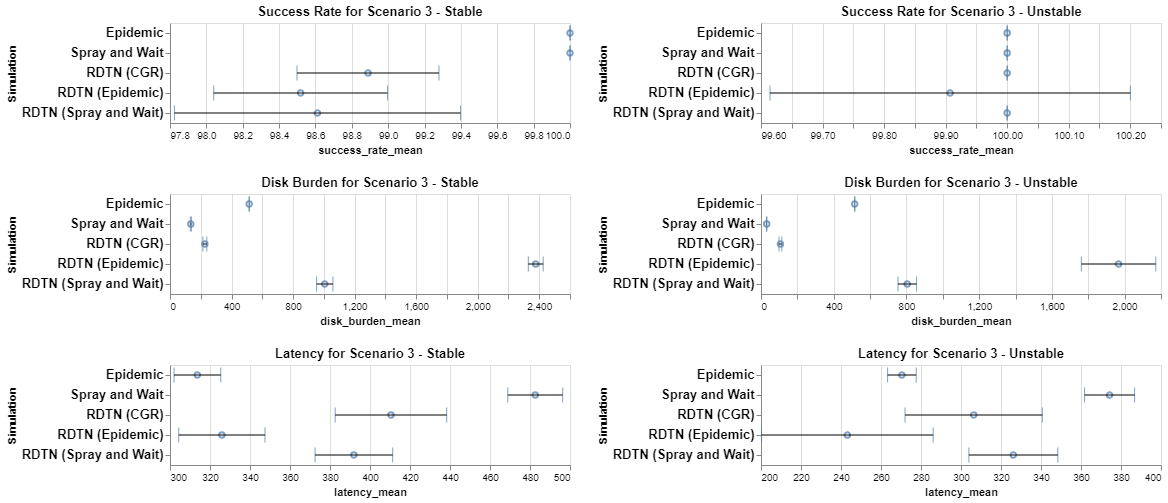 Success Rate for Scenario 3 - Stable
Simulation
Epidemic
Spray and Wait
RDTN (CGR)
RDTN (Epidemic)
RDTN (Spray and Wait)
97.8 98.0 98.2 98.4 98.6 98.8 99.0 99.2 99.4 99.6 99.8 100.0
success_rate_mean
Success Rate for Scenario 3 - Unstable
Simulation
Epidemic
Spray and Wait
RDTN (CGR)
RDTN (Epidemic)
RDTN (Spray and Wait)
99.60 99.70 99.80 99.90 100.00 100.10 100.20
success_rate_mean
Disk Burden for Scenario 3 - Stable
Simulation
Epidemic
Spray and Wait
RDTN (CGR)
RDTN (Epidemic)
RDTN (Spray and Wait)
0 400 800 1,200 1,600 2,000 2,400
disk_burden_mean
Disk Burden for Scenario 3 - Unstable
Simulation
Epidemic
Spray and Wait
RDTN (CGR)
RDTN (Epidemic)
RDTN (Spray and Wait)
0 400 800 1,200 1,600 2,000
disk_burden_mean
Latency for Scenario 3 - Stable
Simulation
Epidemic
Spray and Wait
RDTN (CGR)
RDTN (Epidemic)
RDTN (Spray and Wait)
300 320 340 360 380 400 420 440 460 480 500
latency_mean
Latency for Scenario 3 - Unstable
Simulation
Epidemic
Spray and Wait
RDTN (CGR)
RDTN (Epidemic)
RDTN (Spray and Wait)
200 220 240 260 280 300 320 340 360 380 400
latency_mean